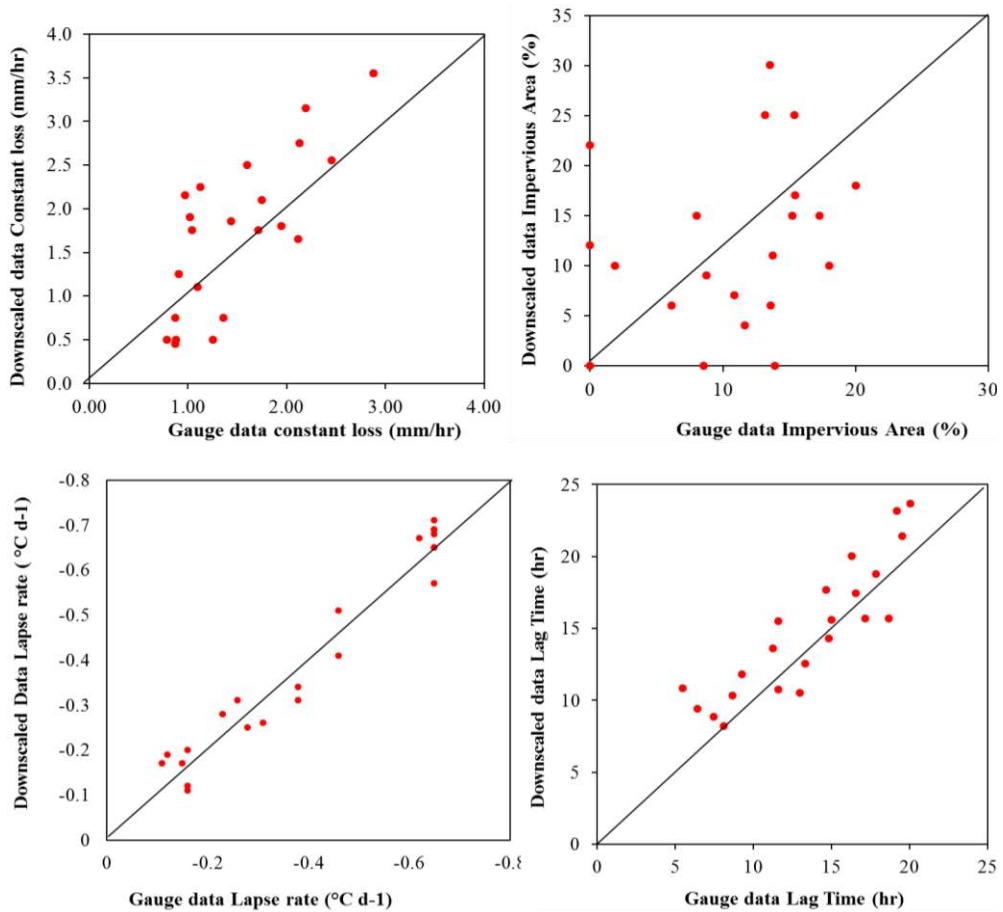 Downscaled data Constant loss (mm/hr)
4.0
3.5
3.0
2.5
2.0
1.5
1.0
0.5
0.0
0.00 1.00 2.00 3.00 4.00
Gauge data constant loss (mm/hr)
Downscaled data Impervious Area (%)
35
30
25
20
15
10
5
0
0 10 20 30
Gauge data Impervious Area (%)
Downscaled Data Lapse rate ( °C d-1)
-0.8
-0.7
-0.6
-0.5
-0.4
-0.3
-0.2
-0.1
0
0 -0.2 -0.4 -0.6 -0.8
Gauge data Lapse rate (°C d-1)
Downscaled data Lag Time (hr)
25
20
15
10
5
0
0 5 10 15 20 25
Gauge data Lag Time (hr)